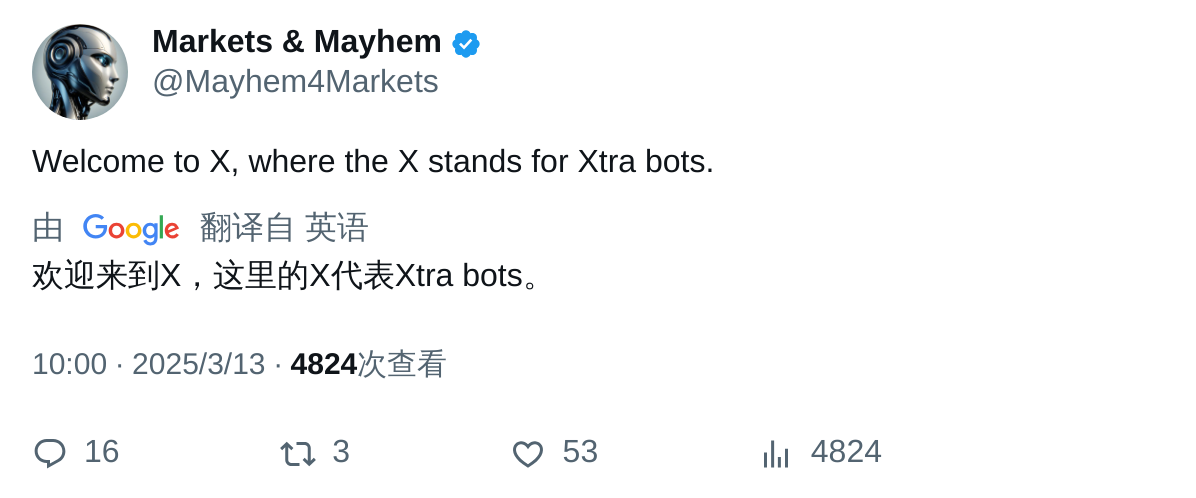 Markets & Mayhem
@Mayhem4Markets
Welcome to X, where the X stands for Xtra bots.
由 Google 翻译自 英语
欢迎来到X，这里的X代表Xtra bots。
10:00 · 2025/3/13 · 4824次查看
16 3 53 4824